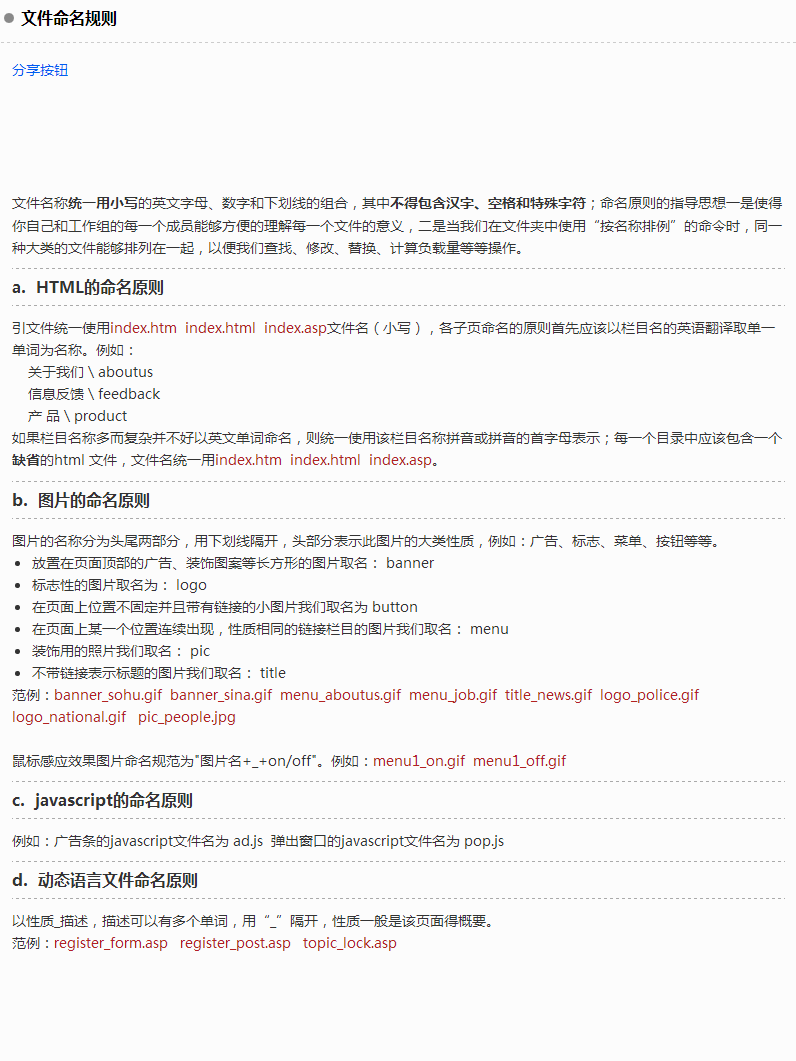 文件命名规则
分享按钮
文件名称统一用小写的英文字母、数字和下划线的组合，其中不得包含汉字、空格和特殊字符；命名原则的指导思想一是使得
你自己和工作组的每一个成员能够方便的理解每一个文件的意义，二是当我们在文件夹中使用“按名称排例”的命令时，同一
种大类的文件能够排列在一起，以便我们查找、修改、替换、计算负载量等等操作。
a. HTML的命名原则
引文件统一使用index.htm index.html index.asp文件名（小写），各子页命名的原则首先应该以栏目名的英语翻译取单一
单词为名称。例如：
关于我们 \ aboutus
信息反馈 \ feedback
产 品 \ product
如果栏目名称多而复杂并不好以英文单词命名，则统一使用该栏目名称拼音或拼音的首字母表示；每一个目录中应该包含一个
缺省的html 文件，文件名统一用index.htm index.html index.asp。
b. 图片的命名原则
图片的名称分为头尾两部分，用下划线隔开，头部分表示此图片的大类性质，例如：广告、标志、菜单、按钮等等。
• 放置在页面顶部的广告、装饰图案等长方形的图片取名： banner
• 标志性的图片取名为： logo
• 在页面上位置不固定并且带有链接的小图片我们取名为 button
• 在页面上某一个位置连续出现，性质相同的链接栏目的图片我们取名： menu
• 装饰用的照片我们取名： pic
• 不带链接表示标题的图片我们取名： title
范例：banner_sohu.gif banner_sina.gif menu_aboutus.gif menu_job.gif title_news.gif logo_police.gif
logo_national.gif pic_people.jpg
鼠标感应效果图片命名规范为"图片名+_+on/off"。例如：menu1_on.gif menu1_off.gif
c. javascript的命名原则
例如：广告条的javascript文件名为 ad.js 弹出窗口的javascript文件名为 pop.js
d. 动态语言文件命名原则
以性质_描述，描述可以有多个单词，用“_”隔开，性质一般是该页面得概要。
范例：register_form.asp register_post.asp topic_lock.asp